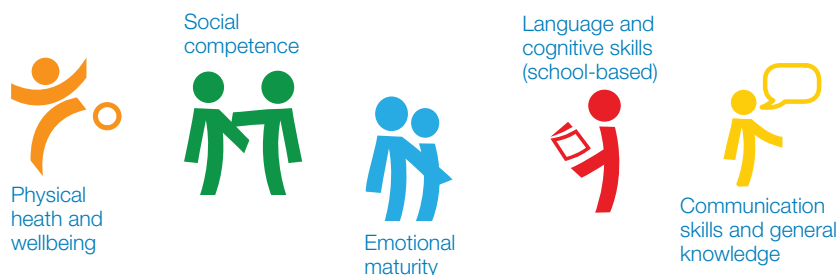 Physical
heath and
wellbeing
Social
competence
Emotional
maturity
Language and
cognitive skills
(school-based)
Communication
skills and general
knowledge